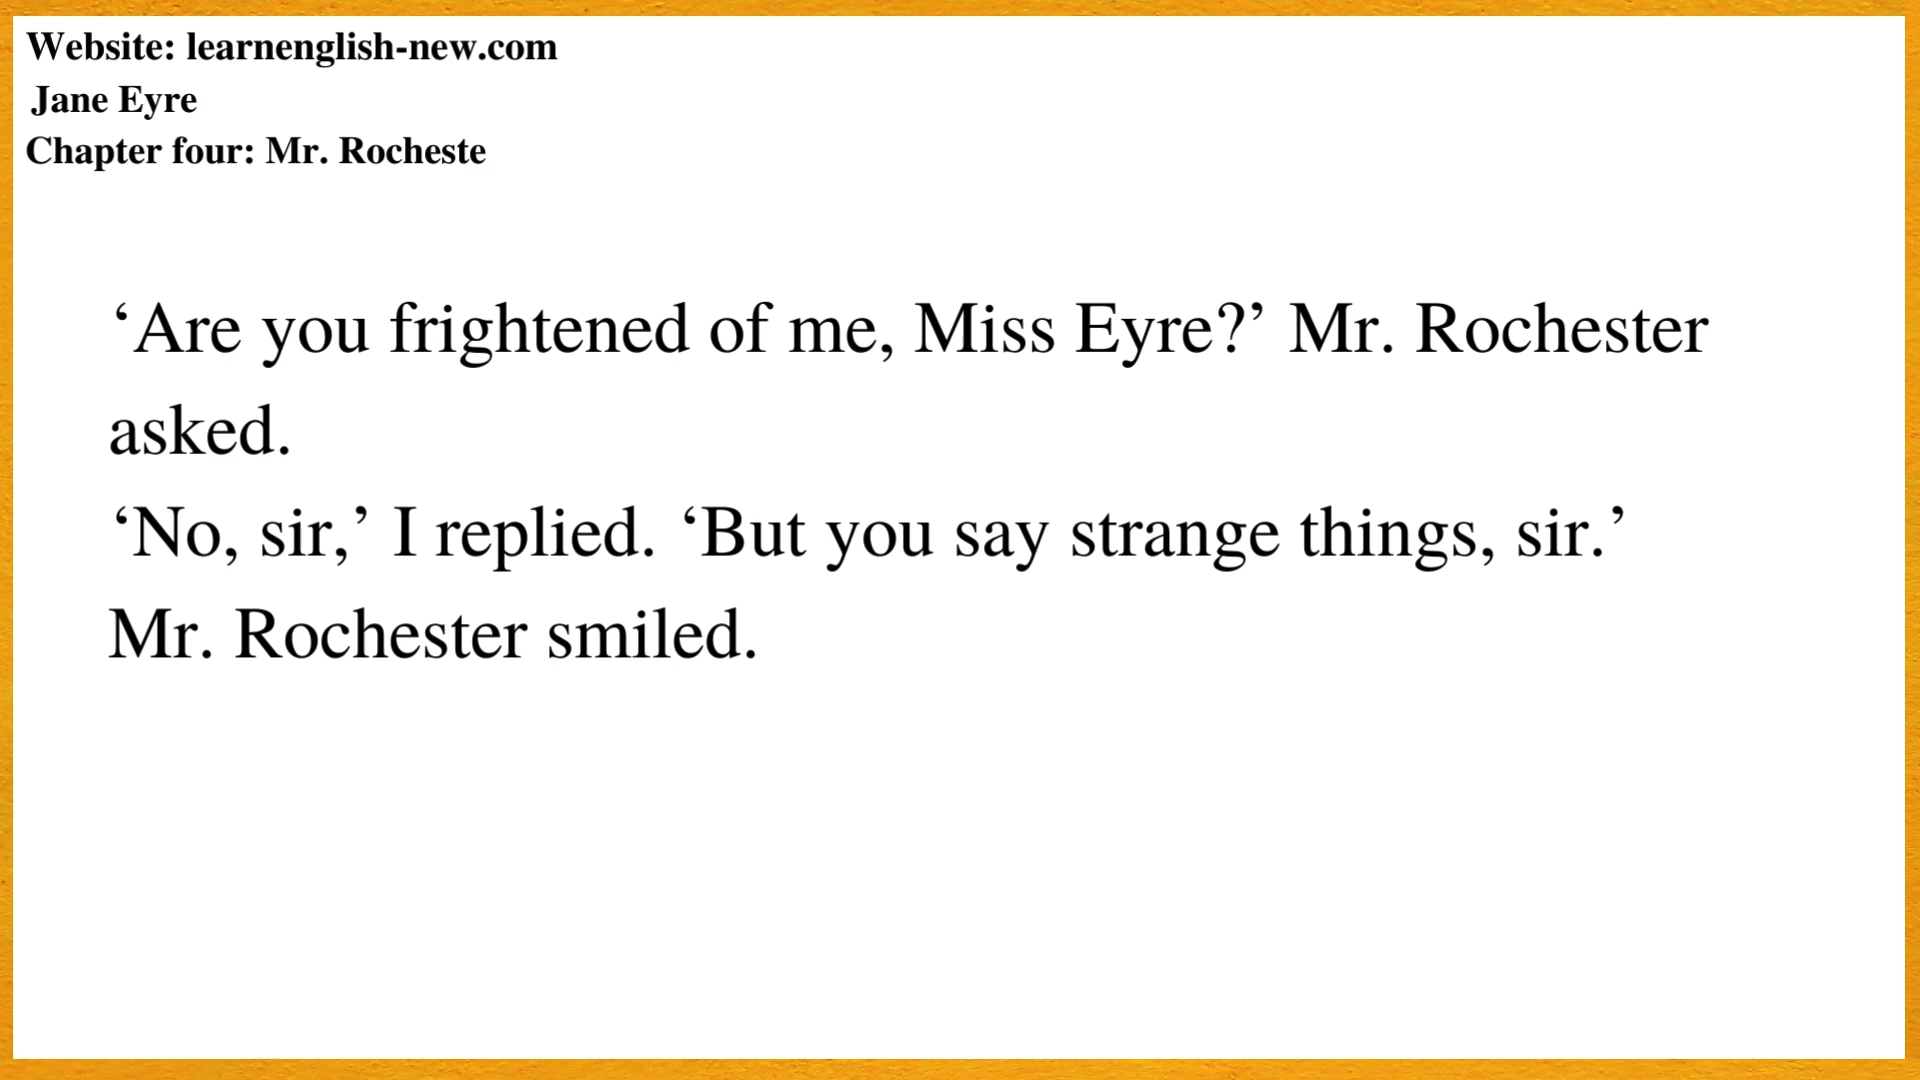 Website: learnenglish-new.com
Jane Eyre
Chapter four: Mr. Rocheste
‘Are you frightened of me, Miss Eyre?’ Mr. Rochester
asked.
‘No, sir,’ I replied. ‘But you say strange things, sir.’
Mr. Rochester smiled.